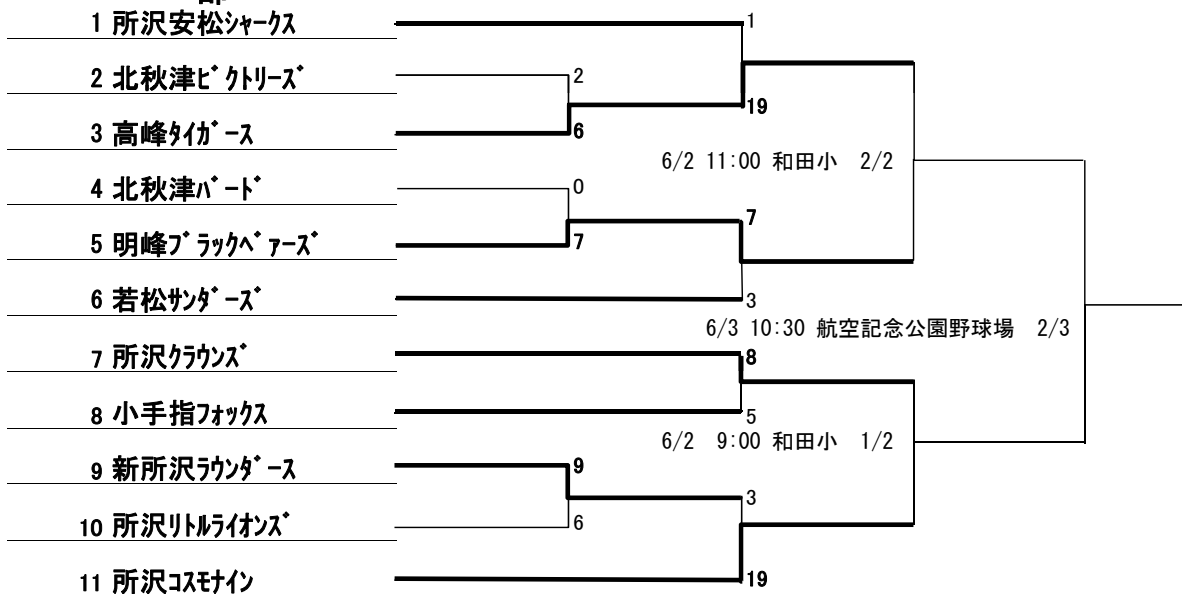 部
1 所沢安松ｼｬｰｸｽ
1
2 北秋津ﾋﾞｸﾄﾘｰｽﾞ
2
19
3 高峰ﾀｲｶﾞｰｽ
6
6/2 11:00 和田小 2/2
4 北秋津ﾊﾞｰﾄﾞ
0
7
5 明峰ﾌﾞﾗｯｸﾍﾞｧｰｽﾞ
7
6 若松ｻﾝﾀﾞｰｽﾞ
3
6/3 10:30 航空記念公園野球場 2/3
7 所沢ｸﾗｳﾝｽﾞ
8
8 小手指ﾌｫｯｸｽ
5
6/2 9:00 和田小 1/2
9 新所沢ﾗｳﾝﾀﾞｰｽ
9
3
10 所沢ﾘﾄﾙﾗｲｵﾝｽﾞ
6
11 所沢ｺｽﾓﾅｲﾝ
19